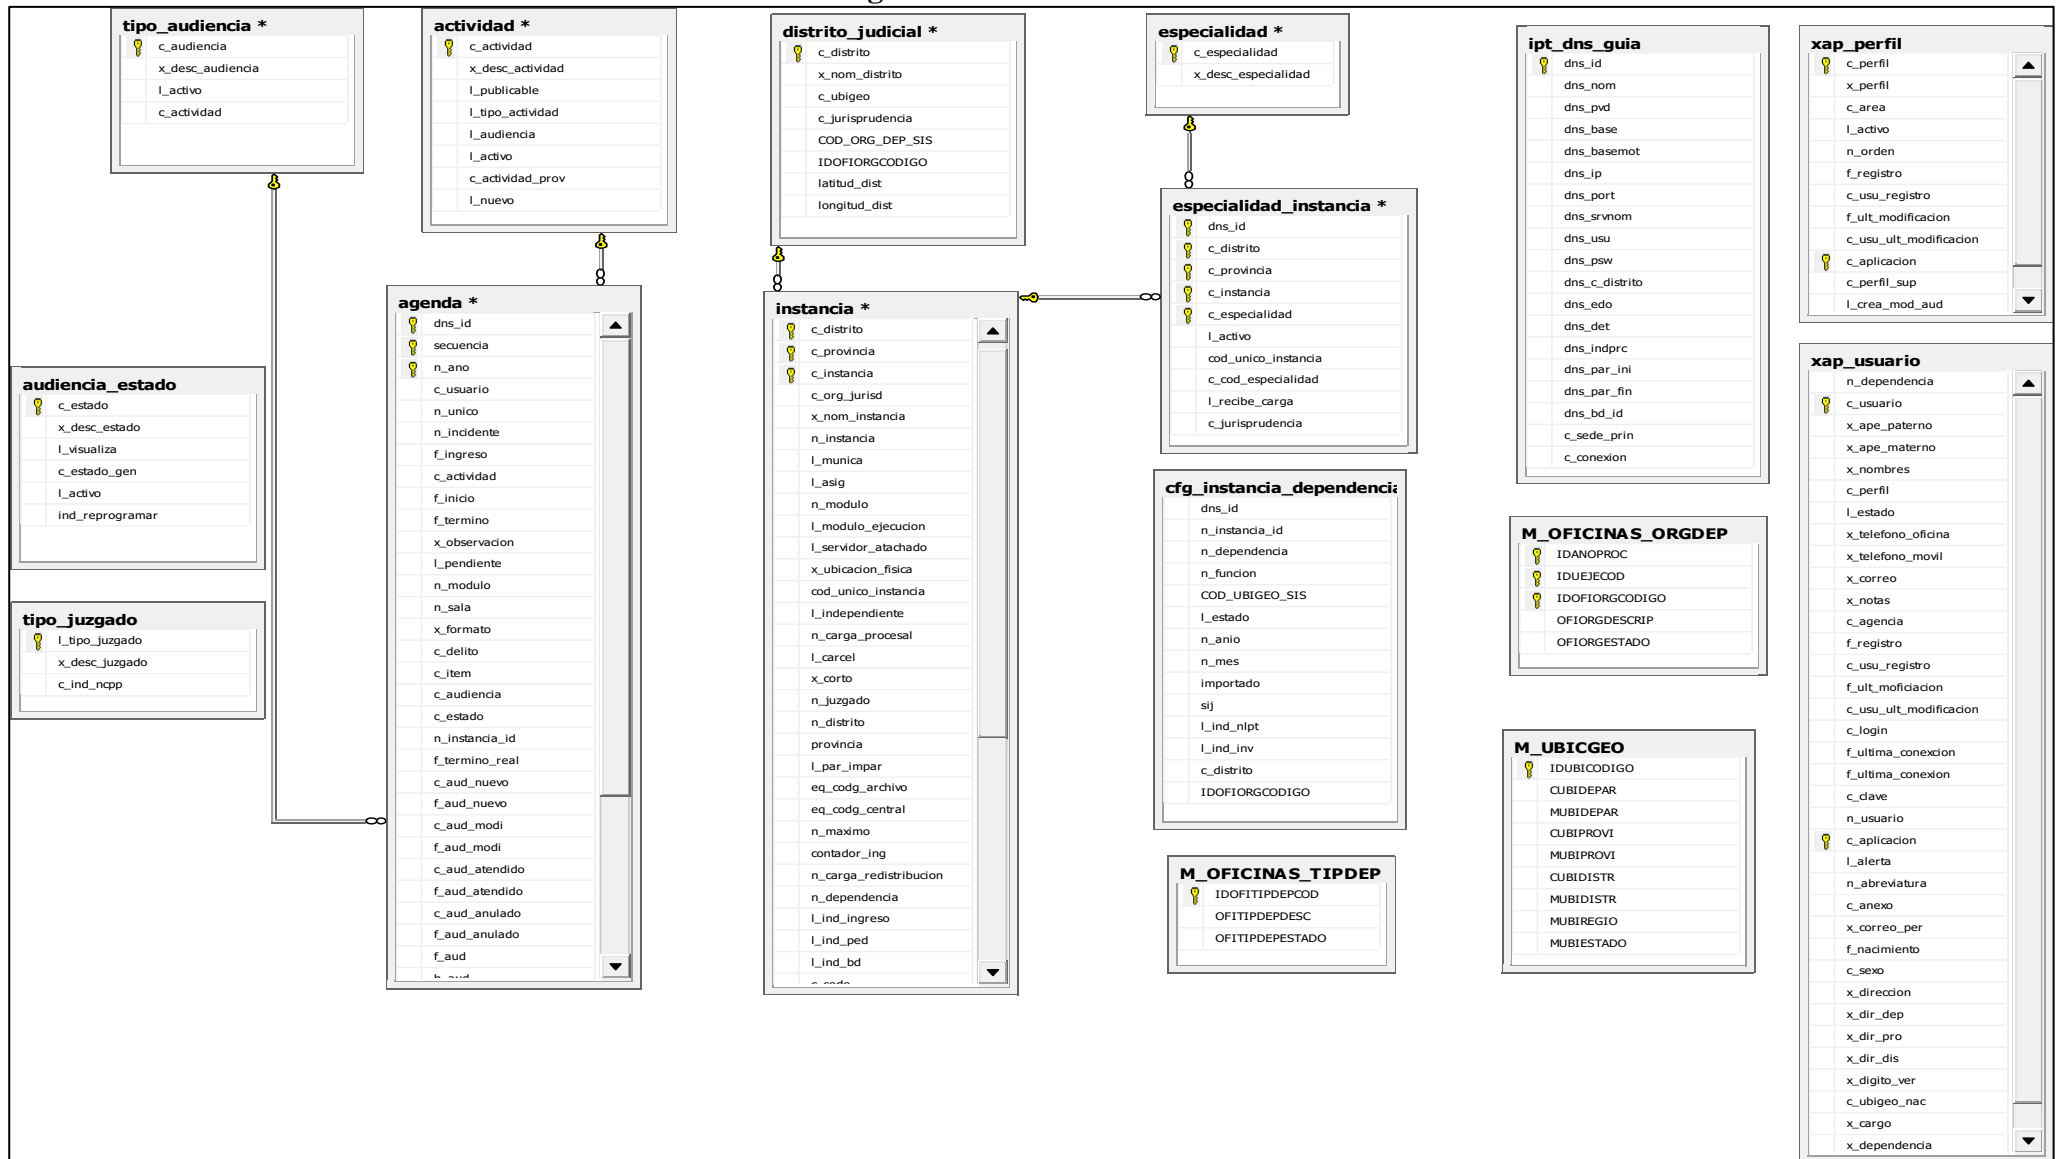 tipo_audiencia *
c_audiencia
x_desc_audiencia
l_activo
c_actividad
actividad *
c_actividad
x_desc_actividad
l_publicable
l_tipo_actividad
l_audiencia
l_activo
c_actividad_prov
l_nuevo
distrito_judicial *
c_distrito
x_nom_distrito
c_ubigeo
c_jurisprudencia
COD_ORG_DEP_SIS
IDOFIORGCODIGO
latitud_dist
longitud_dist
especialidad *
c_especialidad
x_desc_especialidad
ipt_dns_guia
dns_id
dns_nom
dns_pvd
dns_base
dns_basemot
dns_ip
dns_port
dns_srvnom
dns_usu
dns_psw
dns_c_distrito
dns_edo
dns_det
dns_indprc
dns_par_ini
dns_par_fin
dns_bd_id
c_sede_prin
c_conexion
xap_perfil
c_perfil
x_perfil
c_area
l_activo
n_orden
f_registro
c_usu_registro
f_ult_modificacion
c_usu_ult_modificacion
c_aplicacion
c_perfil_sup
l_crea_mod_aud
especialidad_instancia *
dns_id
c_distrito
c_provincia
c_instancia
c_especialidad
l_activo
cod_unico_instancia
c_cod_especialidad
l_recibe_carga
c_jurisprudencia
agenda *
dns_id
secuencia
n_ano
c_usuario
n_unico
n_incidente
f_ingreso
c_actividad
f_inicio
f_termino
x_observacion
l_pendiente
n_modulo
n_sala
x_formato
c_delito
c_item
c_audiencia
c_estado
n_instancia_id
f_termino_real
c_aud_nuevo
f_aud_nuevo
c_aud_modi
f_aud_modi
c_aud_atendido
f_aud_atendido
c_aud_anulado
f_aud_anulado
f_aud
instancia *
c_distrito
c_provincia
c_instancia
c_org_jurisd
x_nom_instancia
n_instancia
l_munica
l_asig
n_modulo
l_modulo_ejecucion
l_servidor_atachado
x_ubicacion_fisica
cod_unico_instancia
l_independiente
n_carga_procesal
l_carcel
x_corto
n_juzgado
n_distrito
provincia
l_par_impar
eq_codg_archivo
eq_codg_central
n_maximo
contador_ing
n_carga_redistribucion
n_dependencia
l_ind_ingreso
l_ind_ped
l_ind_bd
audiencia_estado
c_estado
x_desc_estado
l_visualiza
c_estado_gen
l_activo
ind_reprogramar
tipo_juzgado
l_tipo_juzgado
x_desc_juzgado
c_ind_ncpp
cfg_instancia_dependencia
dns_id
n_instancia_id
n_dependencia
n_funcion
COD_UBIGEO_SIS
l_estado
n_anio
n_mes
importado
sij
l_ind_nlpt
l_ind_inv
c_distrito
IDOFIORGCODIGO
M_OFICINAS_TIPDEP
IDOFITIPDEPCOD
OFITIPDEPDESC
OFITIPDEPESTADO
M_OFICINAS_ORGDEP
IDANOPROC
IDUEJECOD
IDOFIORGCODIGO
OFIORGDESCRIP
OFIORGESTADO
M_UBICGEO
IDUBICODIGO
CUBIDEPAR
MUBIDEPAR
CUBIPROVI
MUBIPROVI
CUBIDISTR
MUBIDISTR
MUBIREGIO
MUBIESTADO
xap_usuario
n_dependencia
c_usuario
x_ape_paterno
x_ape_materno
x_nombres
c_perfil
l_estado
x_telefono_oficina
x_telefono_movil
x_correo
x_notas
c_agencia
f_registro
c_usu_registro
f_ult_moficiacion
c_usu_ult_modificacion
c_login
f_ultima_conexcion
f_ultima_conexion
c_clave
n_usuario
c_aplicacion
l_alerta
n_abreviatura
c_anexo
x_correo_per
f_nacimiento
c_sexo
x_direccion
x_dir_dep
x_dir_pro
x_dir_dis
x_digito_ver
c_ubigeo_nac
x_cargo
x_dependencia